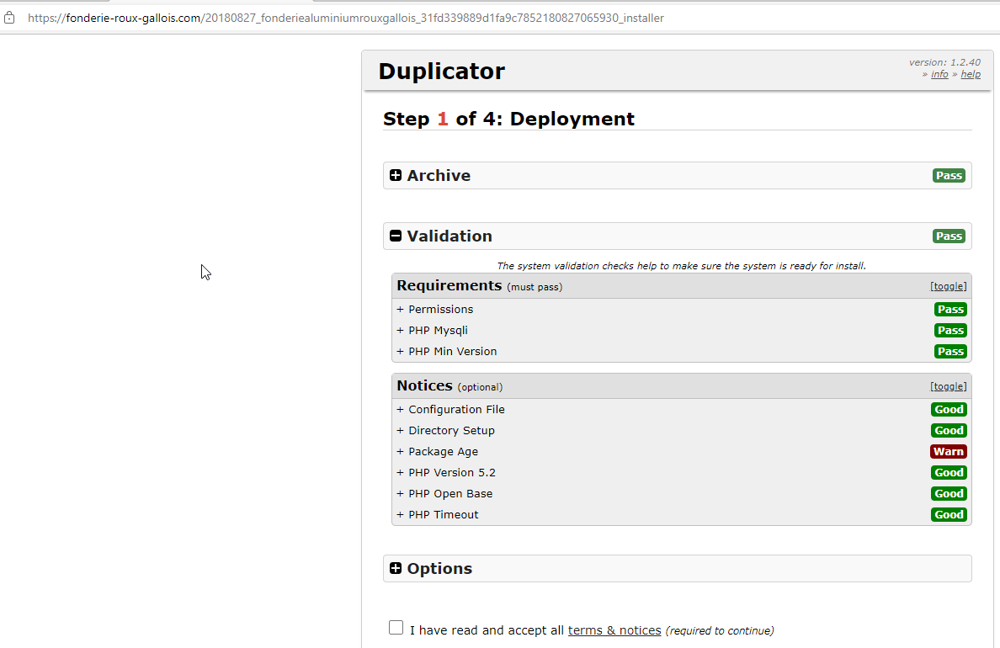 https://fonderie-roux-gallois.com/20180827_fonderiealuminiumrouxgallois_31fd339889d1fa9c7852180827065930_installer
Duplicator
version: 1.2.40
» info » help
Step 1 of 4: Deployment
Archive Pass
Validation Pass
The system validation checks help to make sure the system is ready for install.
Requirements (must pass) [toggle]
+ Permissions Pass
+ PHP Mysqli Pass
+ PHP Min Version Pass
Notices (optional) [toggle]
+ Configuration File Good
+ Directory Setup Good
+ Package Age Warn
+ PHP Version 5.2 Good
+ PHP Open Base Good
+ PHP Timeout Good
Options
I have read and accept all terms & notices (required to continue)